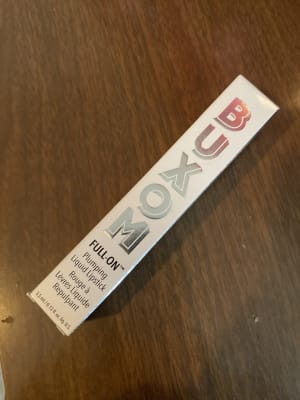 BUXOM
FULL-ON™
Plumping
Liquid Lipstick
Rouge à
Lèvres Liquide
Repulpant